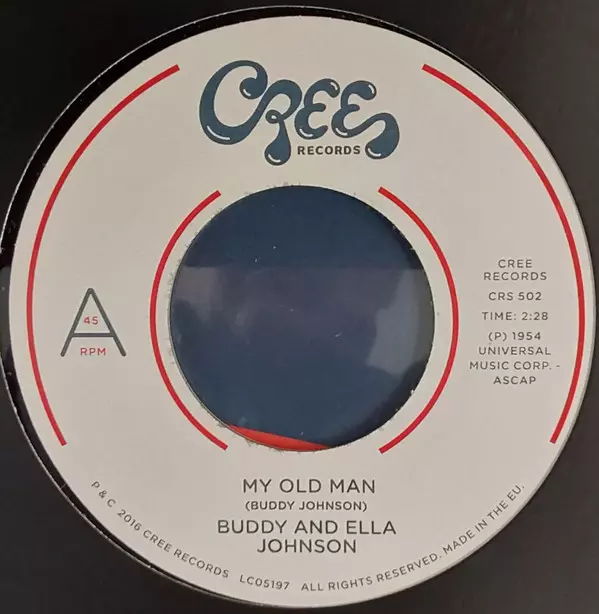 CREE
RECORDS
A
45
RPM
CREE
RECORDS
CRS 502
TIME: 2:28
(P) 1954
UNIVERSAL
MUSIC CORP. -
ASCAP
MY OLD MAN
(BUDDY JOHNSON)
BUDDY AND ELLA
JOHNSON
P & C 2016 CREE RECORDS LC05197 ALL RIGHTS RESERVED. MADE IN THE EU.